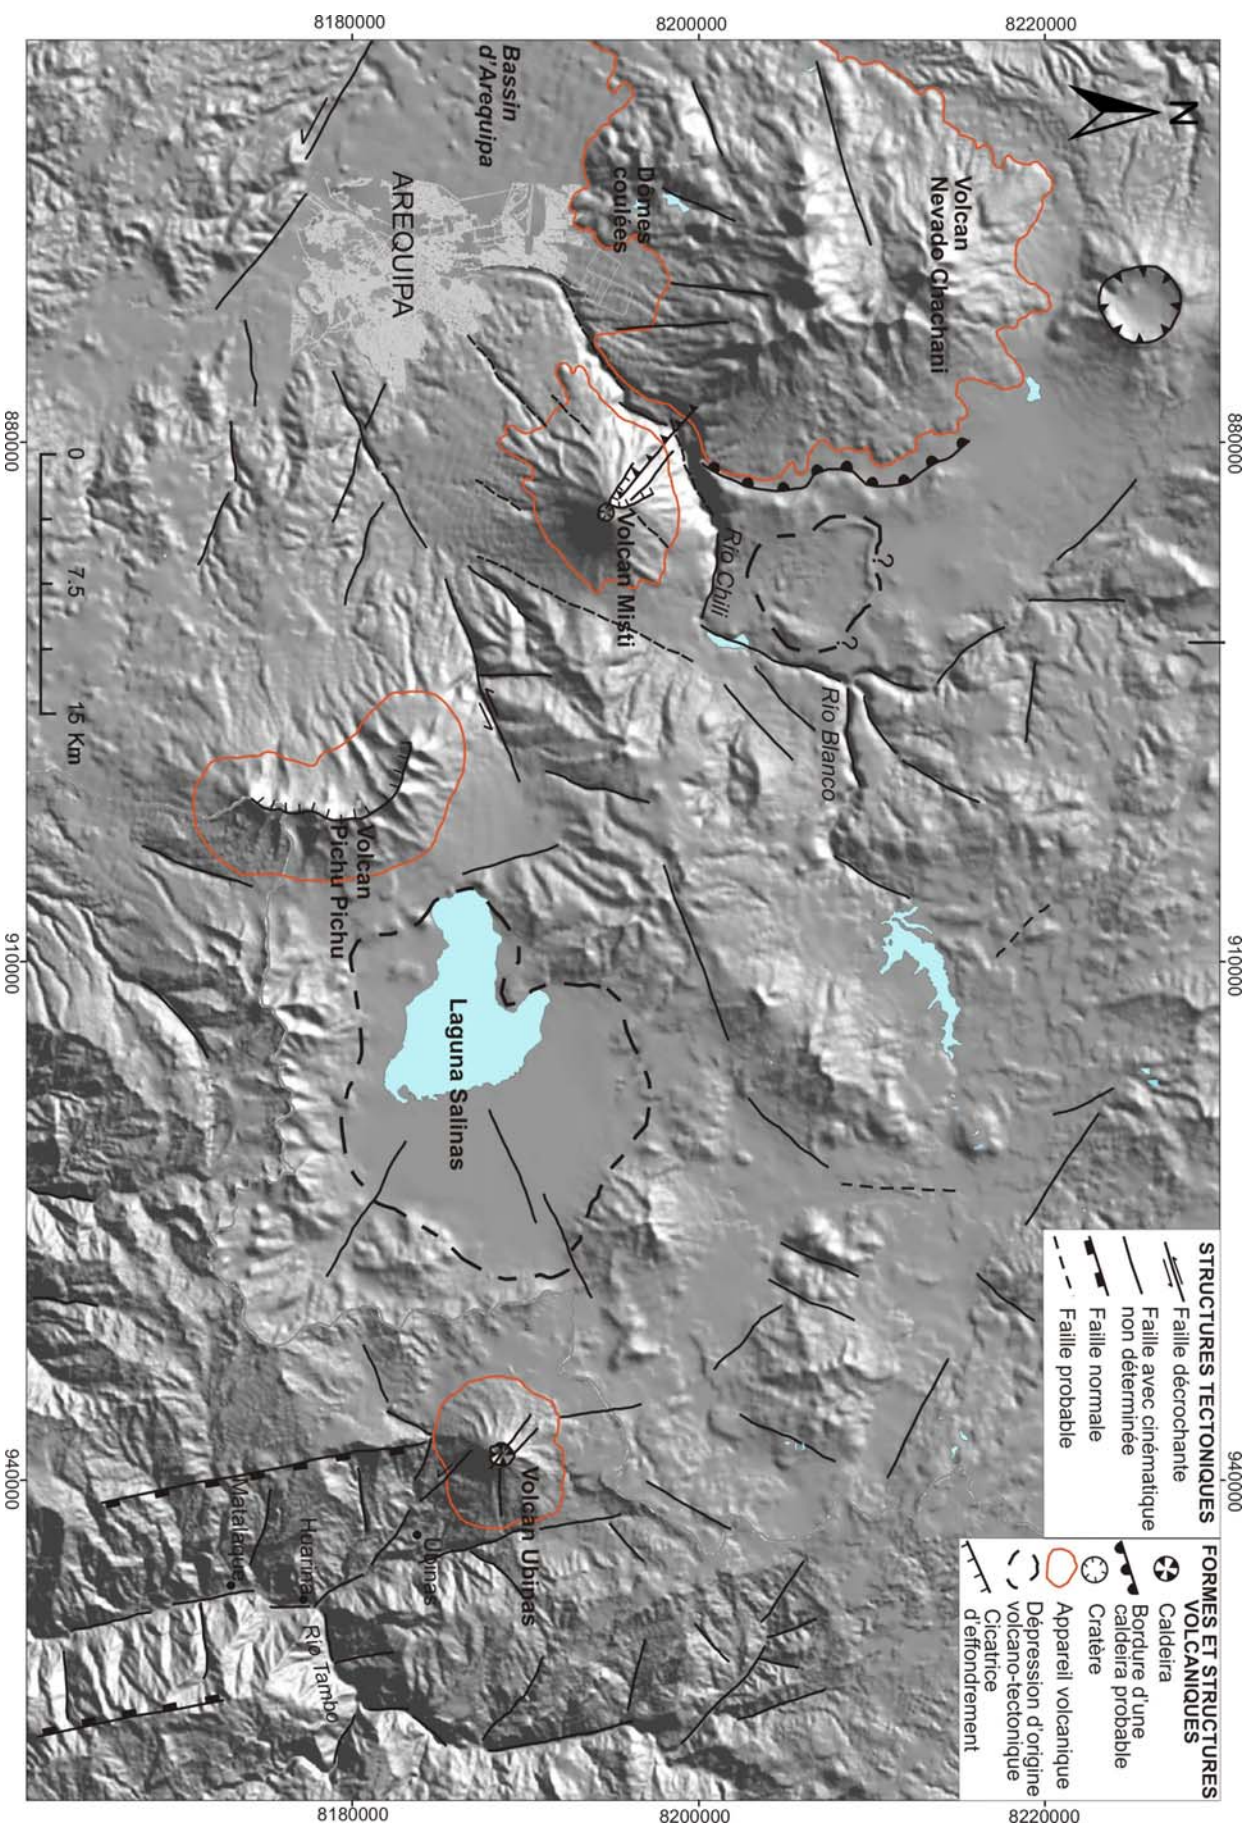 8180000
8200000
8220000
N
Bassin
d'Arequipa
AREQUIPA
Dômes
coulées
Volcan
Nevado Chachani
880000
880000
0
7.5
15 Km
Volcan Misti
Río Chili
?
?
Río Blanco
Volcan
Pichu Pichu
910000
910000
Laguna Salinas
STRUCTURES TECTONIQUES
Faille décrochante
Faille avec cinématique
non déterminée
Faille normale
Faille probable
FORMES ET STRUCTURES
VOLCANIQUES
Caldeira
Bordure d'une
caldeira probable
Cratère
Appareil volcanique
Dépression d'origine
volcano-tectonique
Cicatrice
d'effondrement
940000
940000
Volcan Ubinas
Ubinas
Huarina
Matalaque
Río Tambo
8180000
8200000
8220000